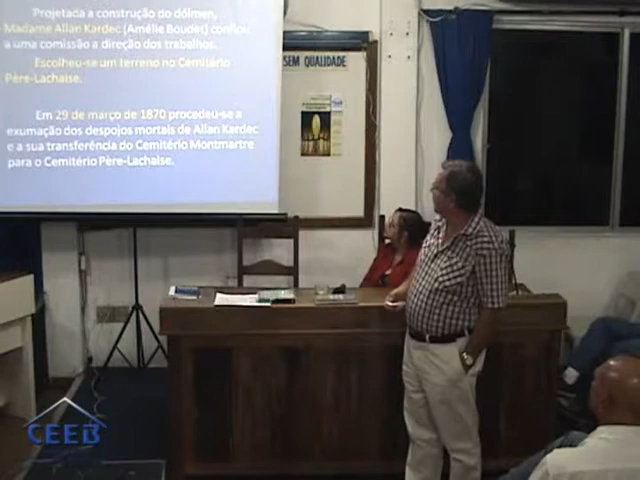 Projetada a construção do dólmen,
Madame Allan Kardec (Amélie Boudet) confiou
a uma comissão a direção dos trabalhos.
Escolheu-se um terreno no Cemitério
Père-Lachaise.
Em 29 de março de 1870 procedeu-se a
exumação dos despojos mortais de Allan Kardec
e a sua transferência do Cemitério Montmartre
para o Cemitério Père-Lachaise.
SEM QUALIDADE
CEEB